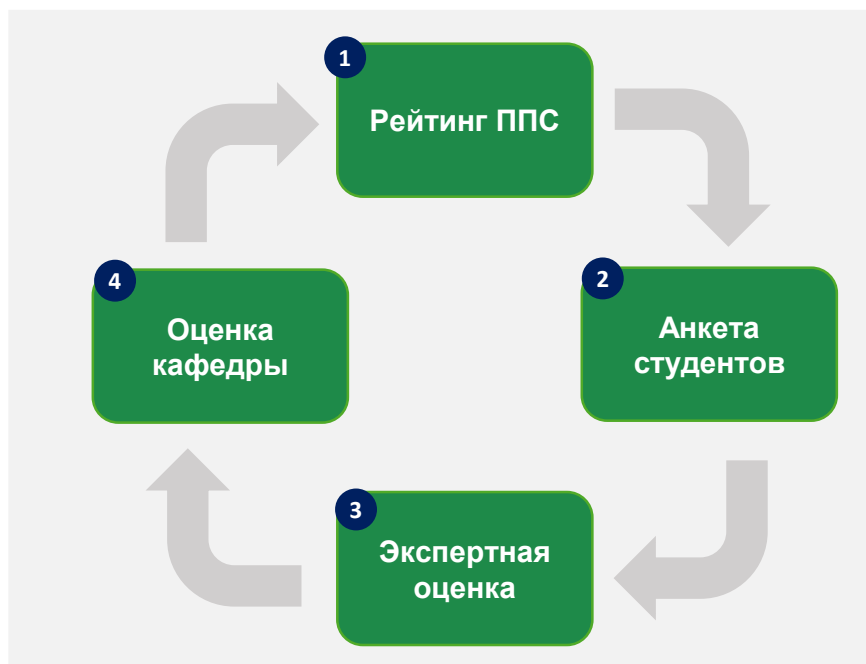 1
Рейтинг ППС
2
Анкета
студентов
3
Экспертная
оценка
4
Оценка
кафедры